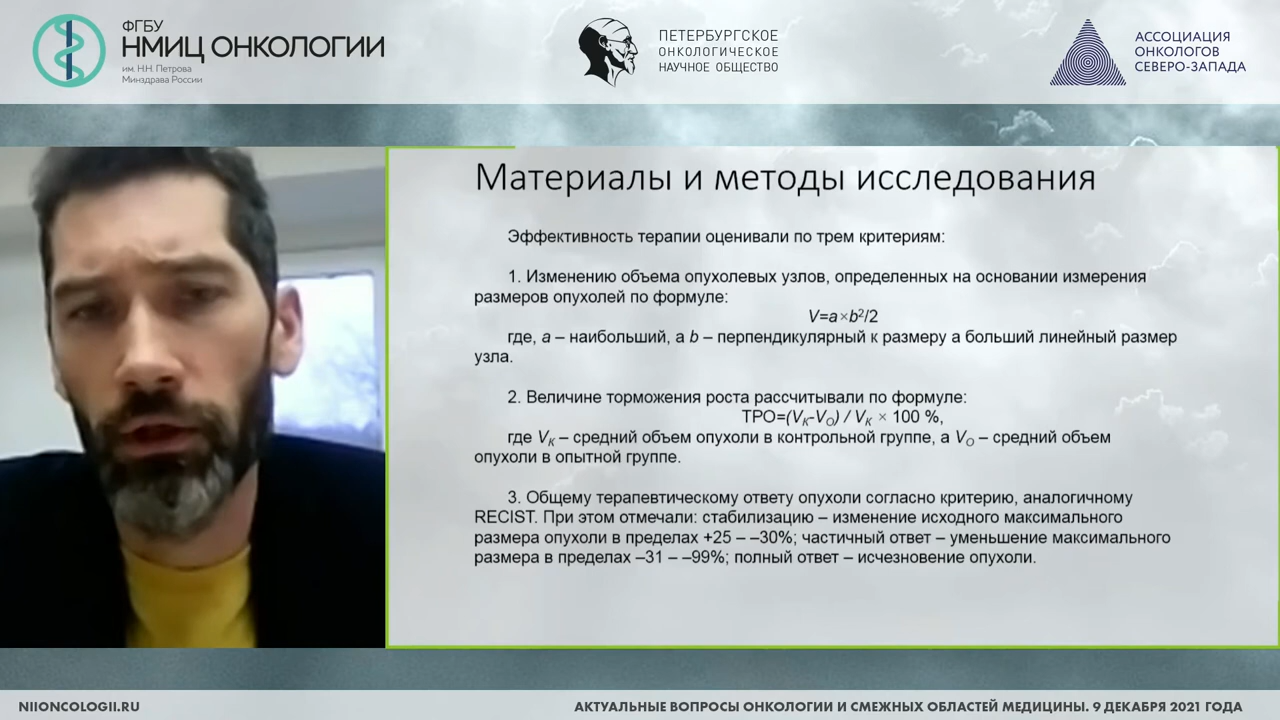 ФГБУ
НМИЦ ОНКОЛОГИИ
им. Н.Н. Петрова
Минздрава России
ПЕТЕРБУРГСКОЕ
ОНКОЛОГИЧЕСКОЕ
НАУЧНОЕ ОБЩЕСТВО
АССОЦИАЦИЯ
ОНКОЛОГОВ
СЕВЕРО-ЗАПАДА
Материалы и методы исследования
Эффективность терапии оценивали по трем критериям:
1. Изменению объема опухолевых узлов, определенных на основании измерения
размеров опухолей по формуле:
V=a×b²/2
где, a – наибольший, а b – перпендикулярный к размеру а больший линейный размер
узла.
2. Величине торможения роста рассчитывали по формуле:
ТРО=(VК-VО) / VК × 100 %,
где VК – средний объем опухоли в контрольной группе, а VО – средний объем
опухоли в опытной группе.
3. Общему терапевтическому ответу опухоли согласно критерию, аналогичному
RECIST. При этом отмечали: стабилизацию – изменение исходного максимального
размера опухоли в пределах +25 – –30%; частичный ответ – уменьшение максимального
размера в пределах –31 – –99%; полный ответ – исчезновение опухоли.
NIIONCOLOGII.RU
АКТУАЛЬНЫЕ ВОПРОСЫ ОНКОЛОГИИ И СМЕЖНЫХ ОБЛАСТЕЙ МЕДИЦИНЫ. 9 ДЕКАБРЯ 2021 ГОДА